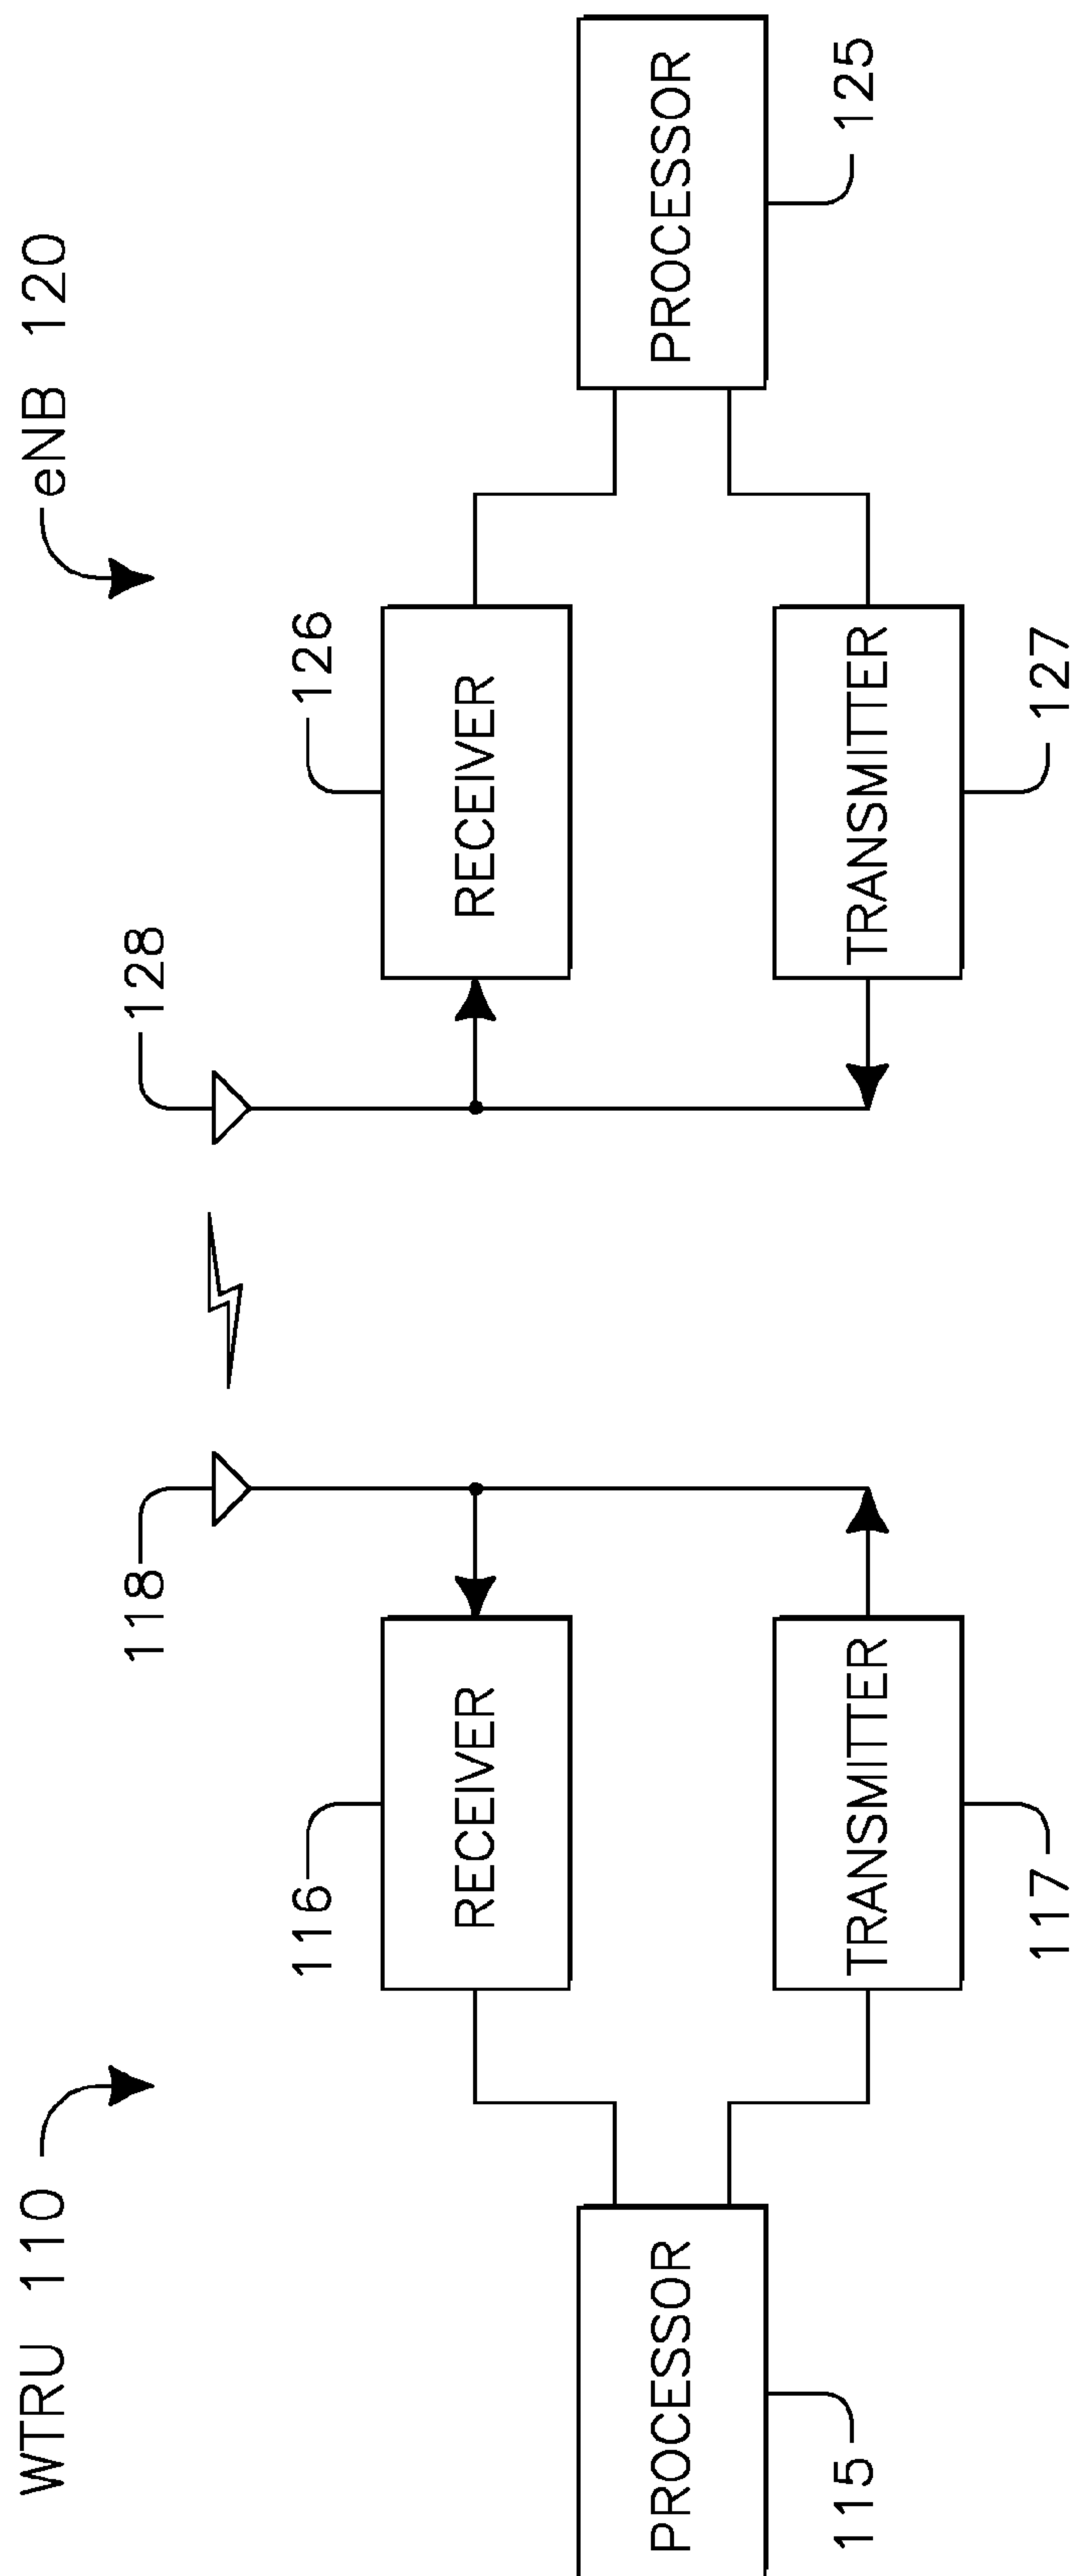 WTRU 110
eNB 120
118
128
116
126
RECEIVER
RECEIVER
PROCESSOR
PROCESSOR
115
125
TRANSMITTER
TRANSMITTER
117
127